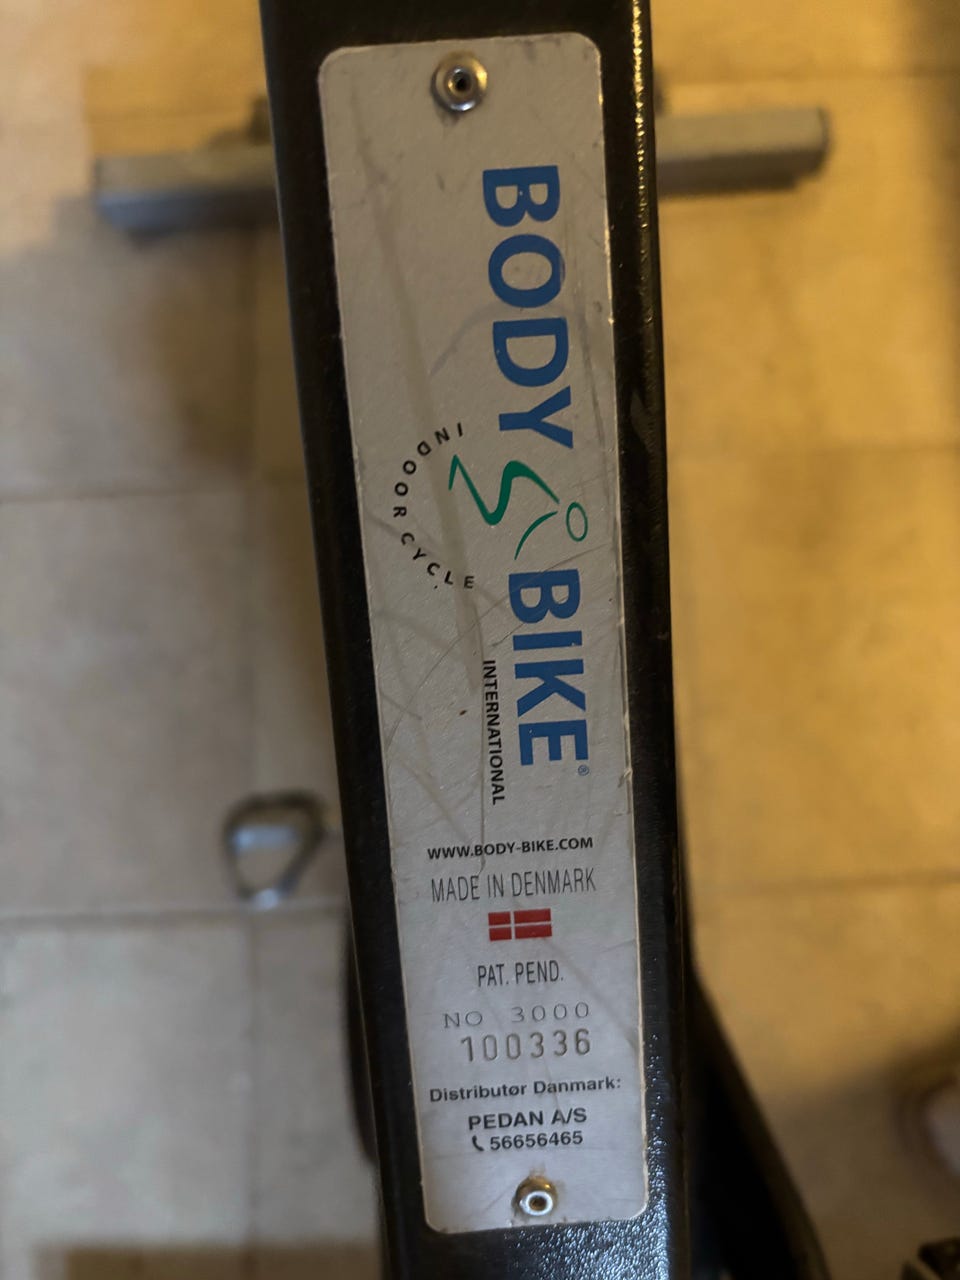 BODY BIKE®
INDOOR CYCLE
INTERNATIONAL
WWW.BODY-BIKE.COM
MADE IN DENMARK
PAT. PEND.
NO 3000
100336
Distributør Danmark:
PEDAN A/S
56656465